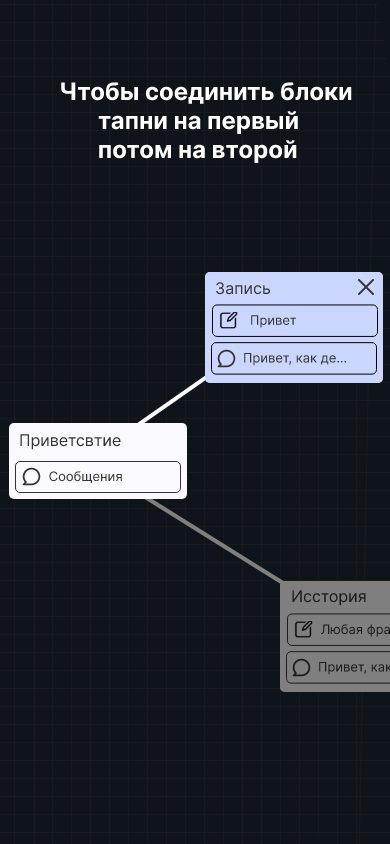 Чтобы соединить блоки
тапни на первый
потом на второй
Запись
Привет
Привет, как де...
Приветсвтие
Сообщения
Исстория
Любая фра
Привет, как